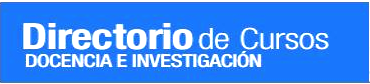 Directorio de Cursos
DOCENCIA E INVESTIGACIÓN